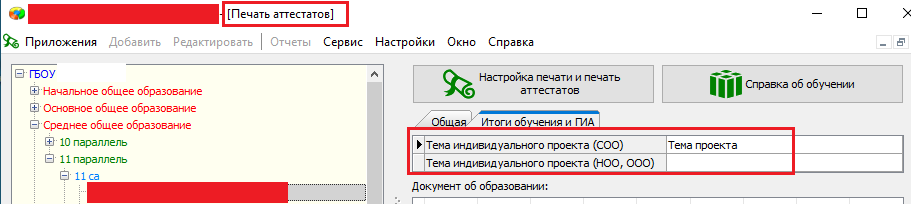 - [Печать аттестатов]
Приложения Добавить Редактировать Отчеты Сервис Настройки Окно Справка
ГБОУ
Начальное общее образование
Основное общее образование
Среднее общее образование
10 параллель
11 параллель
11 са
Настройка печати и печать
аттестатов
Справка об обучении
Общая Итоги обучения и ГИА
Тема индивидуального проекта (СОО) Тема проекта
Тема индивидуального проекта (НОО, ООО)
Документ об образовании: